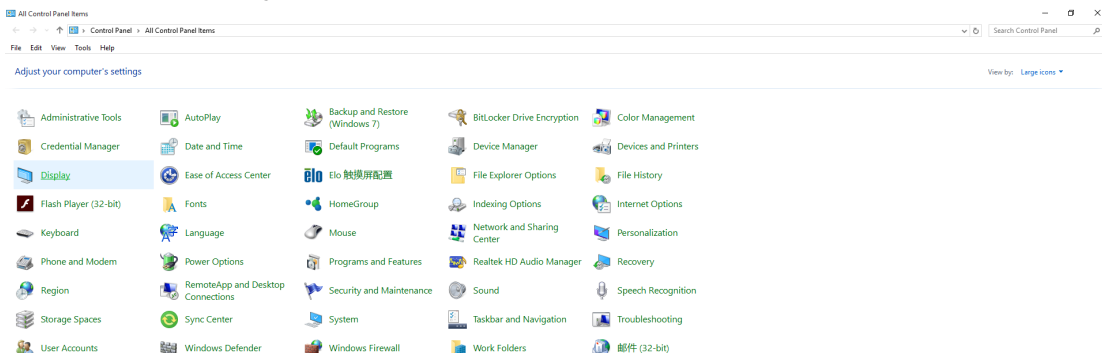 All Control Panel Items
Control Panel > All Control Panel Items
Search Control Panel
File Edit View Tools Help
Adjust your computer's settings
View by: Large icons
Administrative Tools
AutoPlay
Backup and Restore
(Windows 7)
BitLocker Drive Encryption
Color Management
Credential Manager
Date and Time
Default Programs
Device Manager
Devices and Printers
Display
Ease of Access Center
elo
Elo 触摸屏配置
File Explorer Options
File History
Flash Player (32-bit)
Fonts
HomeGroup
Indexing Options
Internet Options
Keyboard
Language
Mouse
Network and Sharing
Center
Personalization
Phone and Modem
Power Options
Programs and Features
Realtek HD Audio Manager
Recovery
Region
RemoteApp and Desktop
Connections
Security and Maintenance
Sound
Speech Recognition
Storage Spaces
Sync Center
System
Taskbar and Navigation
Troubleshooting
User Accounts
Windows Defender
Windows Firewall
Work Folders
邮件 (32-bit)